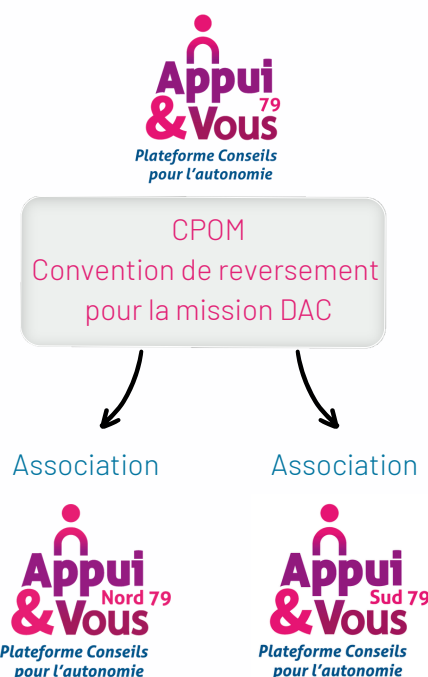 Appui
79
&Vous
Plateforme Conseils
pour l'autonomie
CPOM
Convention de reversement
pour la mission DAC
Association
Association
Appui
Nord 79
&Vous
Plateforme Conseils
pour l'autonomie
Appui
Sud 79
&Vous
Plateforme Conseils
pour l'autonomie